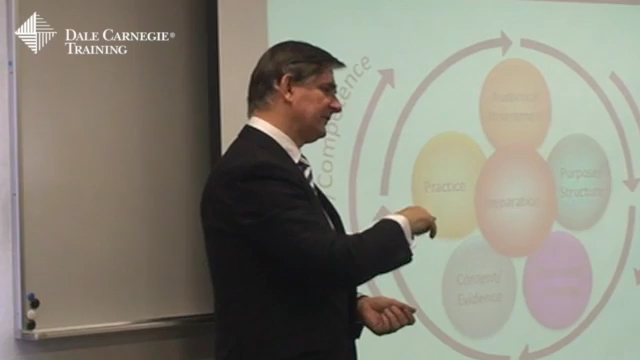 DALE CARNEGIE®
TRAINING
Competence
Practice
Purpose/
Structure
Preparation
Content/
Evidence